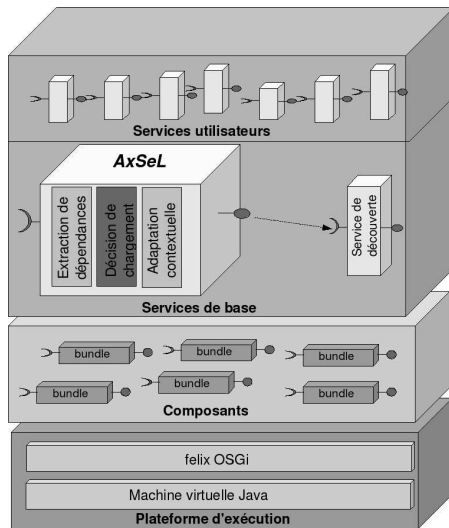 Services utilisateurs
AxSeL
Extraction de
dépendances
Décision de
chargement
Adaptation
contextuelle
Service de
découverte
Services de base
bundle
bundle
bundle
bundle
bundle
bundle
Composants
felix OSGi
Machine virtuelle Java
Plateforme d'exécution